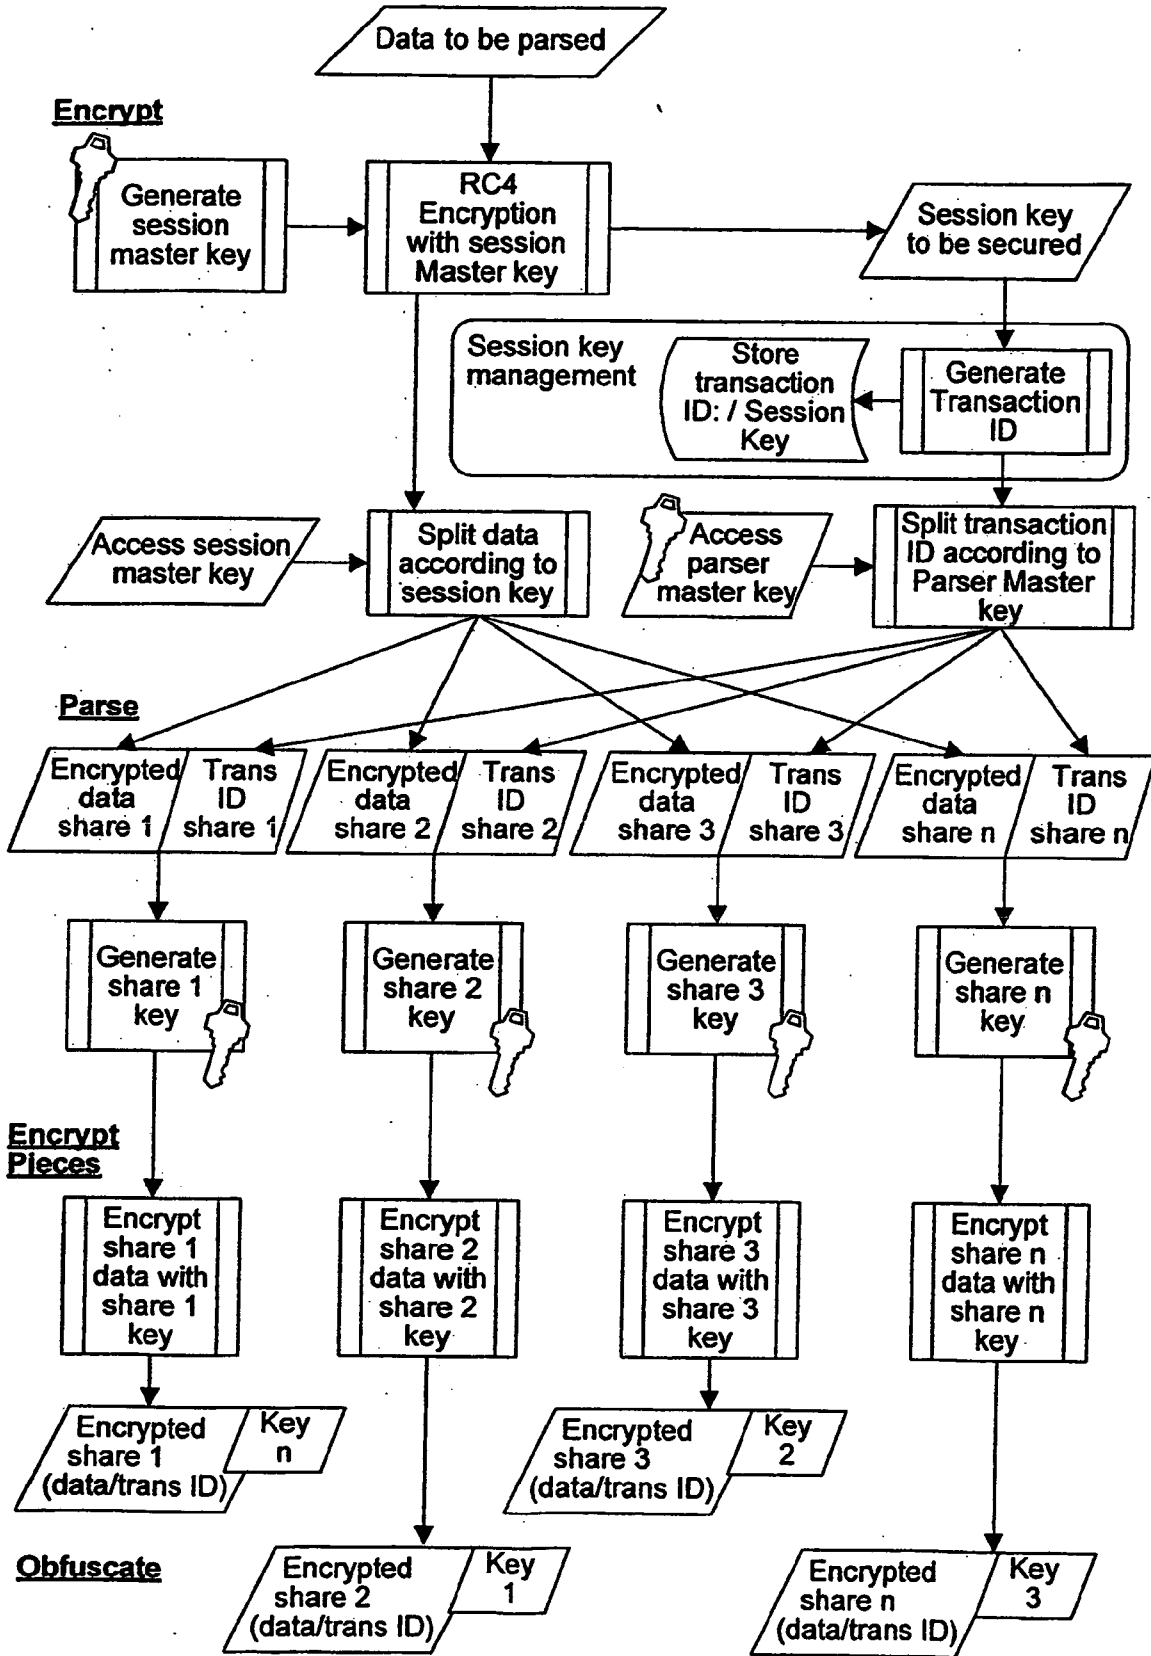 Data to be parsed
Encrypt
Generate
session
master key
RC4
Encryption
with session
Master key
Session key
to be secured
Session key
management
Store
transaction
ID: / Session
Key
Generate
Transaction
ID
Access session
master key
Split data
according to
session key
Access
parser
master key
Split transaction
ID according to
Parser Master
key
Parse
Encrypted
data
share 1
Trans
ID
share 1
Encrypted
data
share 2
Trans
ID
share 2
Encrypted
data
share 3
Trans
ID
share 3
Encrypted
data
share n
Trans
ID
share n
Generate
share 1
key
Generate
share 2
key
Generate
share 3
key
Generate
share n
key
Encrypt
Pieces
Encrypt
share 1
data with
share 1
key
Encrypt
share 2
data with
share 2
key
Encrypt
share 3
data with
share 3
key
Encrypt
share n
data with
share n
key
Encrypted
share 1
(data/trans ID)
Key
n
Encrypted
share 3
(data/trans ID)
Key
2
Obfuscate
Encrypted
share 2
(data/trans ID)
Key
1
Encrypted
share n
(data/trans ID)
Key
3